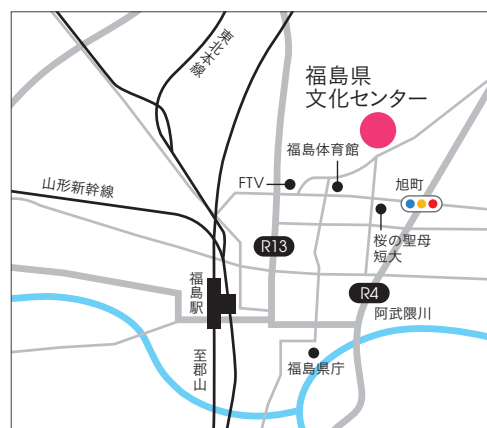 東北本線
福島県
文化センター
福島体育館
FTV
旭町
山形新幹線
桜の聖母
短大
R13
福島駅
R4
阿武隈川
至郡山
福島県庁